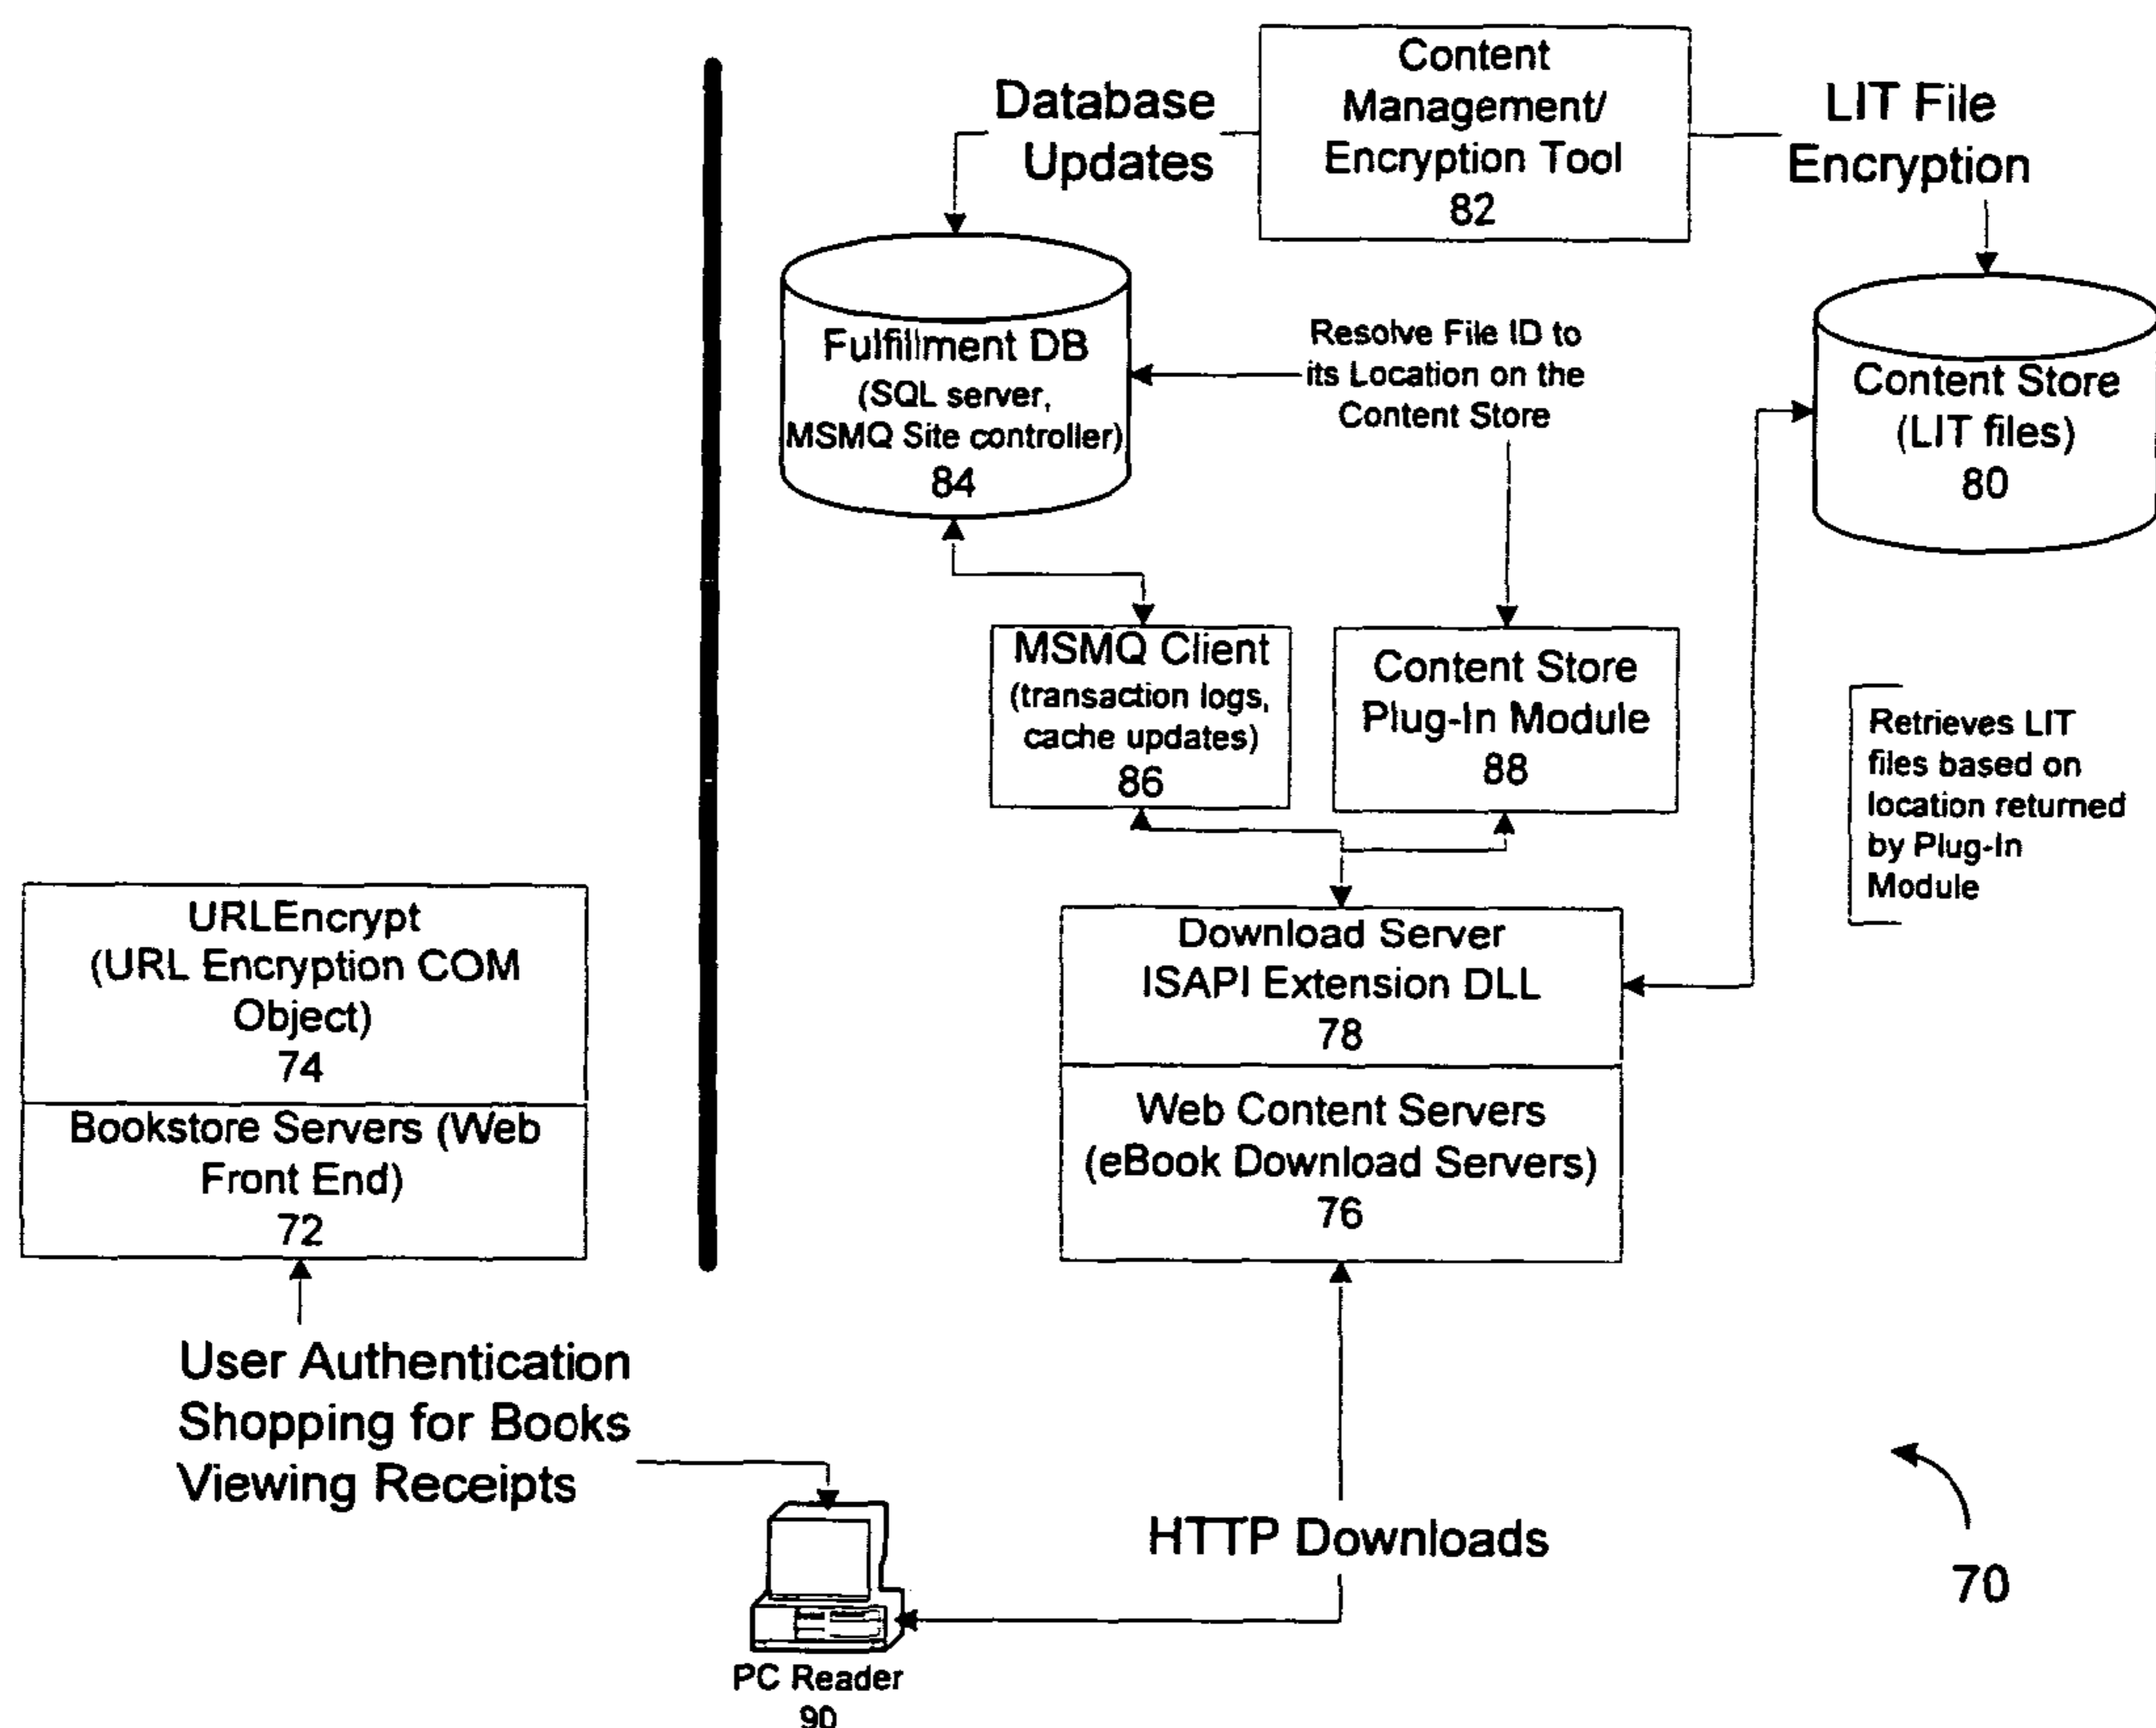 Content
Management/
Encryption Tool
82
Database
Updates
LIT File
Encryption
Fulfillment DB
(SQL server,
MSMQ Site controller)
84
Resolve File ID to
its Location on the
Content Store
Content Store
(LIT files)
80
MSMQ Client
(transaction logs,
cache updates)
86
Content Store
Plug-In Module
88
Retrieves LIT
files based on
location returned
by Plug-In
Module
URLEncrypt
(URL Encryption COM
Object)
74
Bookstore Servers (Web
Front End)
72
Download Server
ISAPI Extension DLL
78
Web Content Servers
(eBook Download Servers)
76
User Authentication
Shopping for Books
Viewing Receipts
HTTP Downloads
70
PC Reader
90